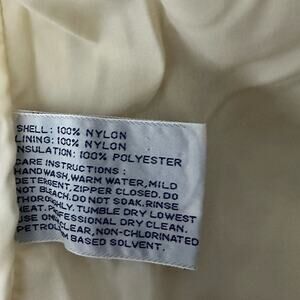 SHELL: 100% NYLON
LINING: 100% NYLON
INSULATION: 100% POLYESTER
CARE INSTRUCTIONS :
HANDWASH, WARM WATER, MILD
DETERGENT, ZIPPER CLOSED. DO
NOT BLEACH. DO NOT SOAK. RINSE
THOROUGHLY. TUMBLE DRY LOWEST
HEAT. PROFESSIONAL DRY CLEAN.
USE ONLY CLEAR, NON-CHLORINATED
PETROLEUM BASED SOLVENT.